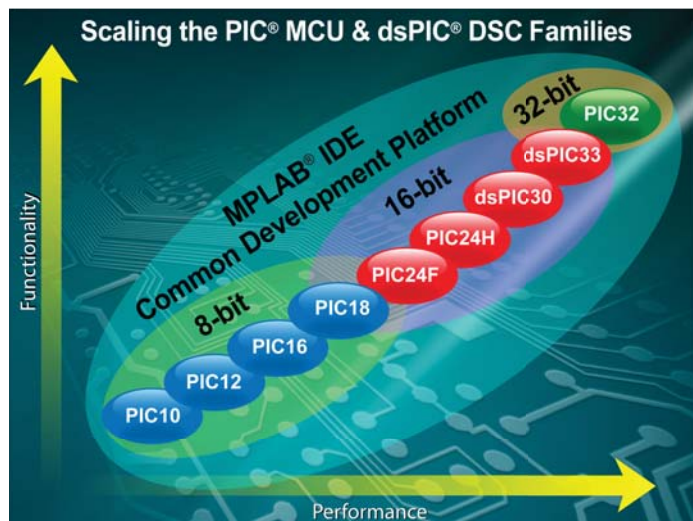 Scaling the PIC® MCU & dsPIC® DSC Families
32-bit
PIC32
MPLAB® IDE
Common Development Platform
dsPIC33
16-bit
dsPIC30
PIC24H
PIC24F
8-bit
PIC18
PIC16
PIC12
PIC10
Functionality
Performance